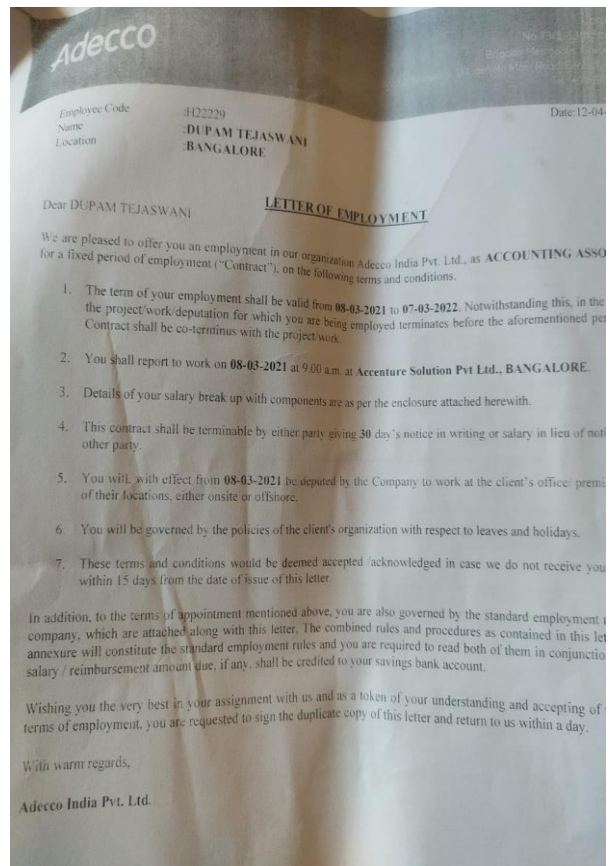 Adecco
Employee Code :H22229 Date:12-04-
Name :DUPAM TEJASWANI
Location :BANGALORE
Dear DUPAM TEJASWANI
LETTER OF EMPLOYMENT
We are pleased to offer you an employment in our organization Adecco India Pvt. Ltd., as ACCOUNTING ASSO
for a fixed period of employment ("Contract"), on the following terms and conditions.
1. The term of your employment shall be valid from 08-03-2021 to 07-03-2022. Notwithstanding this, in the
the project/work/deputation for which you are being employed terminates before the aforementioned per
Contract shall be co-terminus with the project/work.
2. You shall report to work on 08-03-2021 at 9.00 a.m. at Accenture Solution Pvt Ltd., BANGALORE.
3. Details of your salary break up with components are as per the enclosure attached herewith.
4. This contract shall be terminable by either party giving 30 day's notice in writing or salary in lieu of noti
other party.
5. You will, with effect from 08-03-2021 be deputed by the Company to work at the client's office/ premi
of their locations, either onsite or offshore.
6. You will be governed by the policies of the client's organization with respect to leaves and holidays.
7. These terms and conditions would be deemed accepted /acknowledged in case we do not receive you
within 15 days from the date of issue of this letter.
In addition, to the terms of appointment mentioned above, you are also governed by the standard employment
company, which are attached along with this letter. The combined rules and procedures as contained in this let
annexure will constitute the standard employment rules and you are required to read both of them in conjunctio
salary / reimbursement amount due, if any, shall be credited to your savings bank account.
Wishing you the very best in your assignment with us and as a token of your understanding and accepting of
terms of employment, you are requested to sign the duplicate copy of this letter and return to us within a day.
With warm regards,
Adecco India Pvt. Ltd.